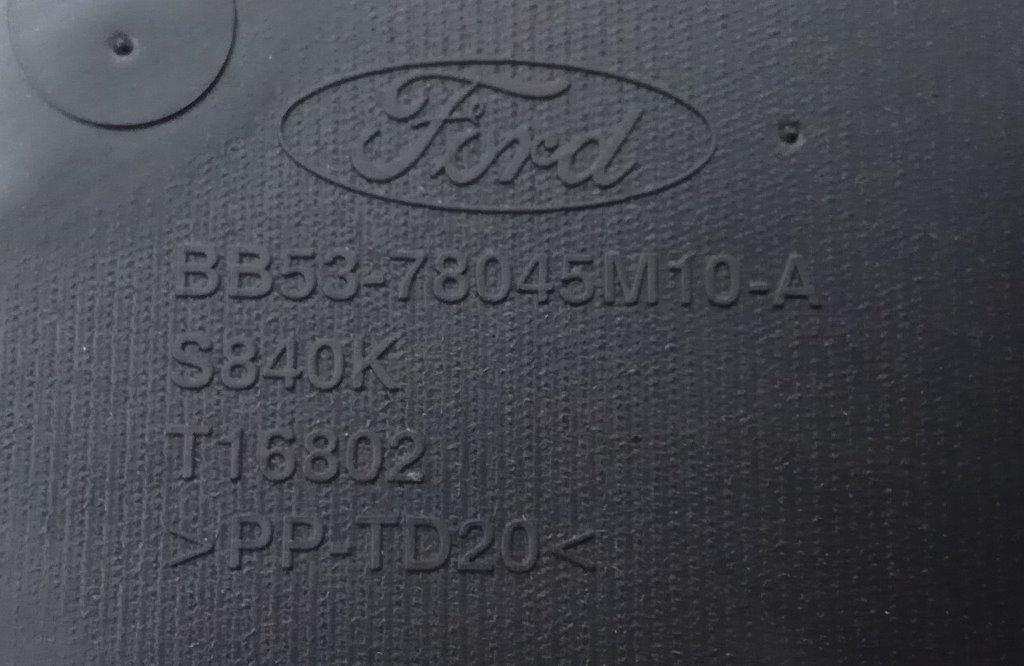 Ford
BB53-78045M10-A
S840K
T16802
>PP-TD20<